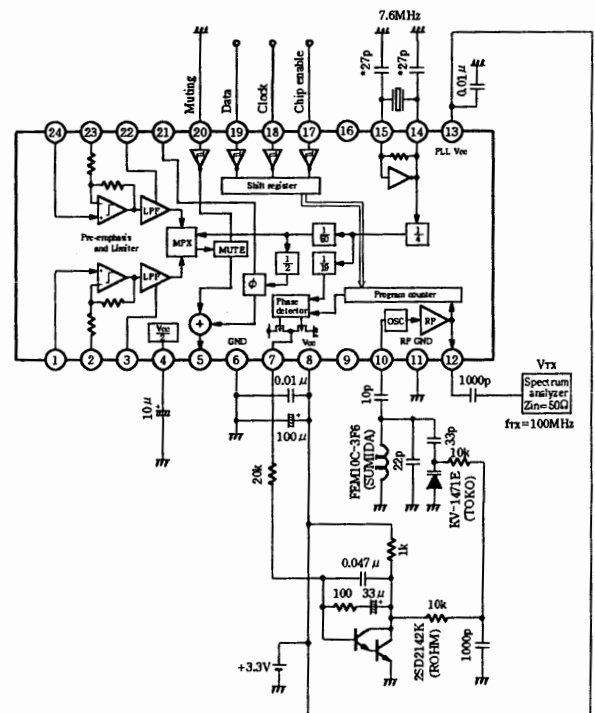 7.6MHz
*27p
*27p
0.01μ
Muting
Data
Clock
Chip enable
24
23
22
21
20
19
18
17
16
15
14
13
PLL Vcc
Shift register
LPF
Pre-emphasis
and Limiter
MPX
MUTE
LPF
1/2
1/19
1/4
φ
Phase
detector
Program counter
OSC
RF
Vcc
+
GND
Vcc
RF GND
1
2
3
4
5
6
7
8
9
10
11
12
VTX
Spectrum
analyzer
Zin=50Ω
fTX=100MHz
1000p
10μ
0.01μ
100μ
10p
20k
FEM10C-3F6
(SUMIDA)
22p
33p
10k
KV-1471E
(TOKO)
1k
0.047μ
100
33μ
10k
2SD2142K
(ROHM)
1000p
+3.3V